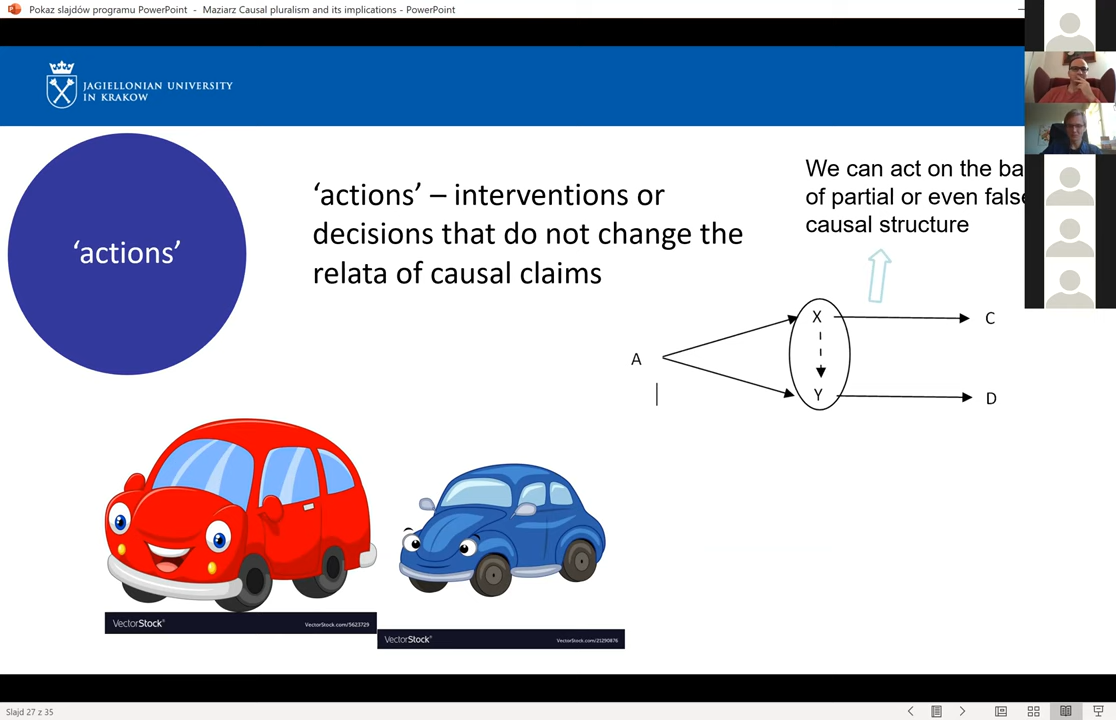 Pokaz slajdów programu PowerPoint - Maziarz Causal pluralism and its implications - PowerPoint
JAGIELLONIAN UNIVERSITY
IN KRAKOW
‘actions’
‘actions’ – interventions or
decisions that do not change the
relata of causal claims
We can act on the ba
of partial or even false
causal structure
A
X
Y
C
D
VectorStock®
VectorStock.com/5623729
VectorStock®
VectorStock.com/21290876
Slajd 27 z 35